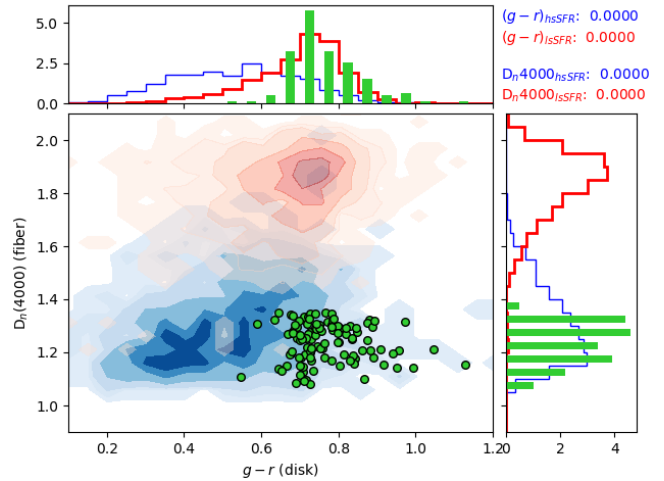 (g − r)hsSFR: 0.0000
(g − r)lsSFR: 0.0000
Dn4000hsSFR: 0.0000
Dn4000lsSFR: 0.0000
5.0
2.5
0.0
2.0
1.8
1.6
1.4
1.2
1.0
Dn(4000) (fiber)
0.2 0.4 0.6 0.8 1.0 1.2
g − r (disk)
0 2 4